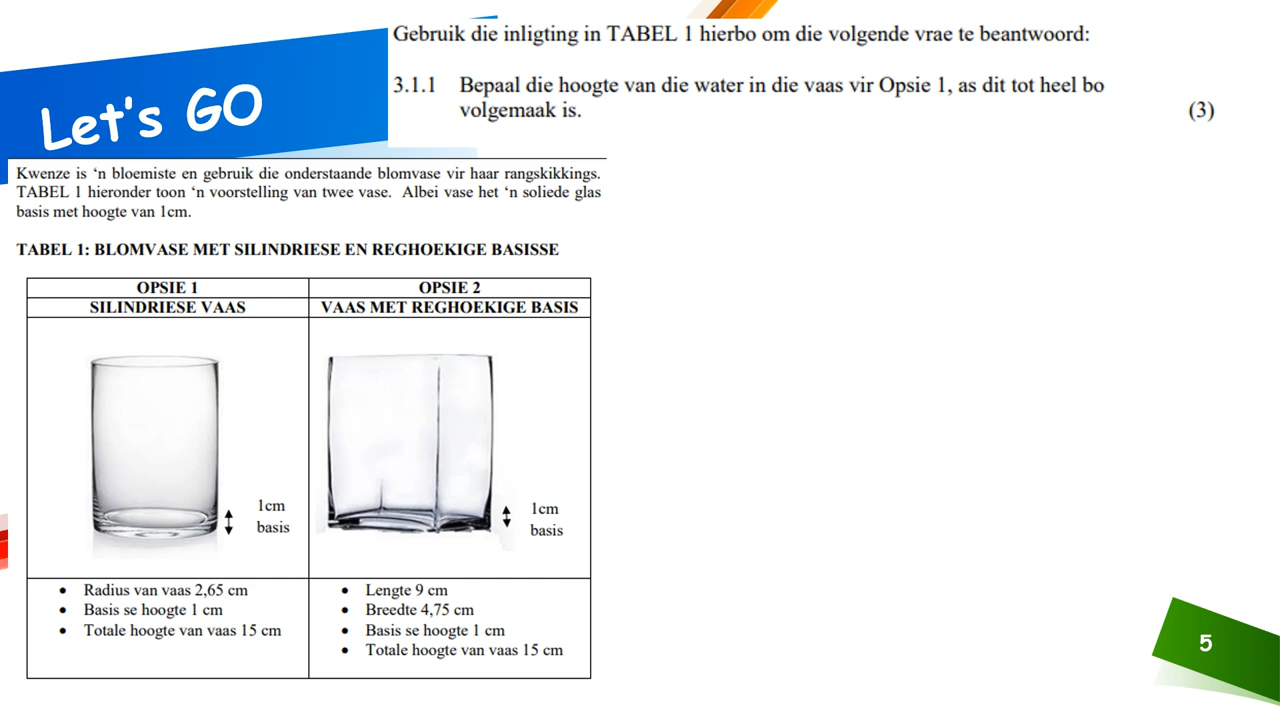 Gebruik die inligting in TABEL 1 hierbo om die volgende vrae te beantwoord:
3.1.1 Bepaal die hoogte van die water in die vaas vir Opsie 1, as dit tot heel bo
volgemaak is. (3)
Let's GO
Kwenze is ‘n bloemiste en gebruik die onderstaande blomvase vir haar rangskikkings.
TABEL 1 hieronder toon ‘n voorstelling van twee vase. Albei vase het ‘n soliede glas
basis met hoogte van 1cm.
TABEL 1: BLOMVASE MET SILINDRIESE EN REGHOEKIGE BASISSE
OPSIE 1 OPSIE 2
SILINDRIESE VAAS VAAS MET REGHOEKIGE BASIS
1cm
basis
1cm
basis
• Radius van vaas 2,65 cm
• Basis se hoogte 1 cm
• Totale hoogte van vaas 15 cm
• Lengte 9 cm
• Breedte 4,75 cm
• Basis se hoogte 1 cm
• Totale hoogte van vaas 15 cm
5